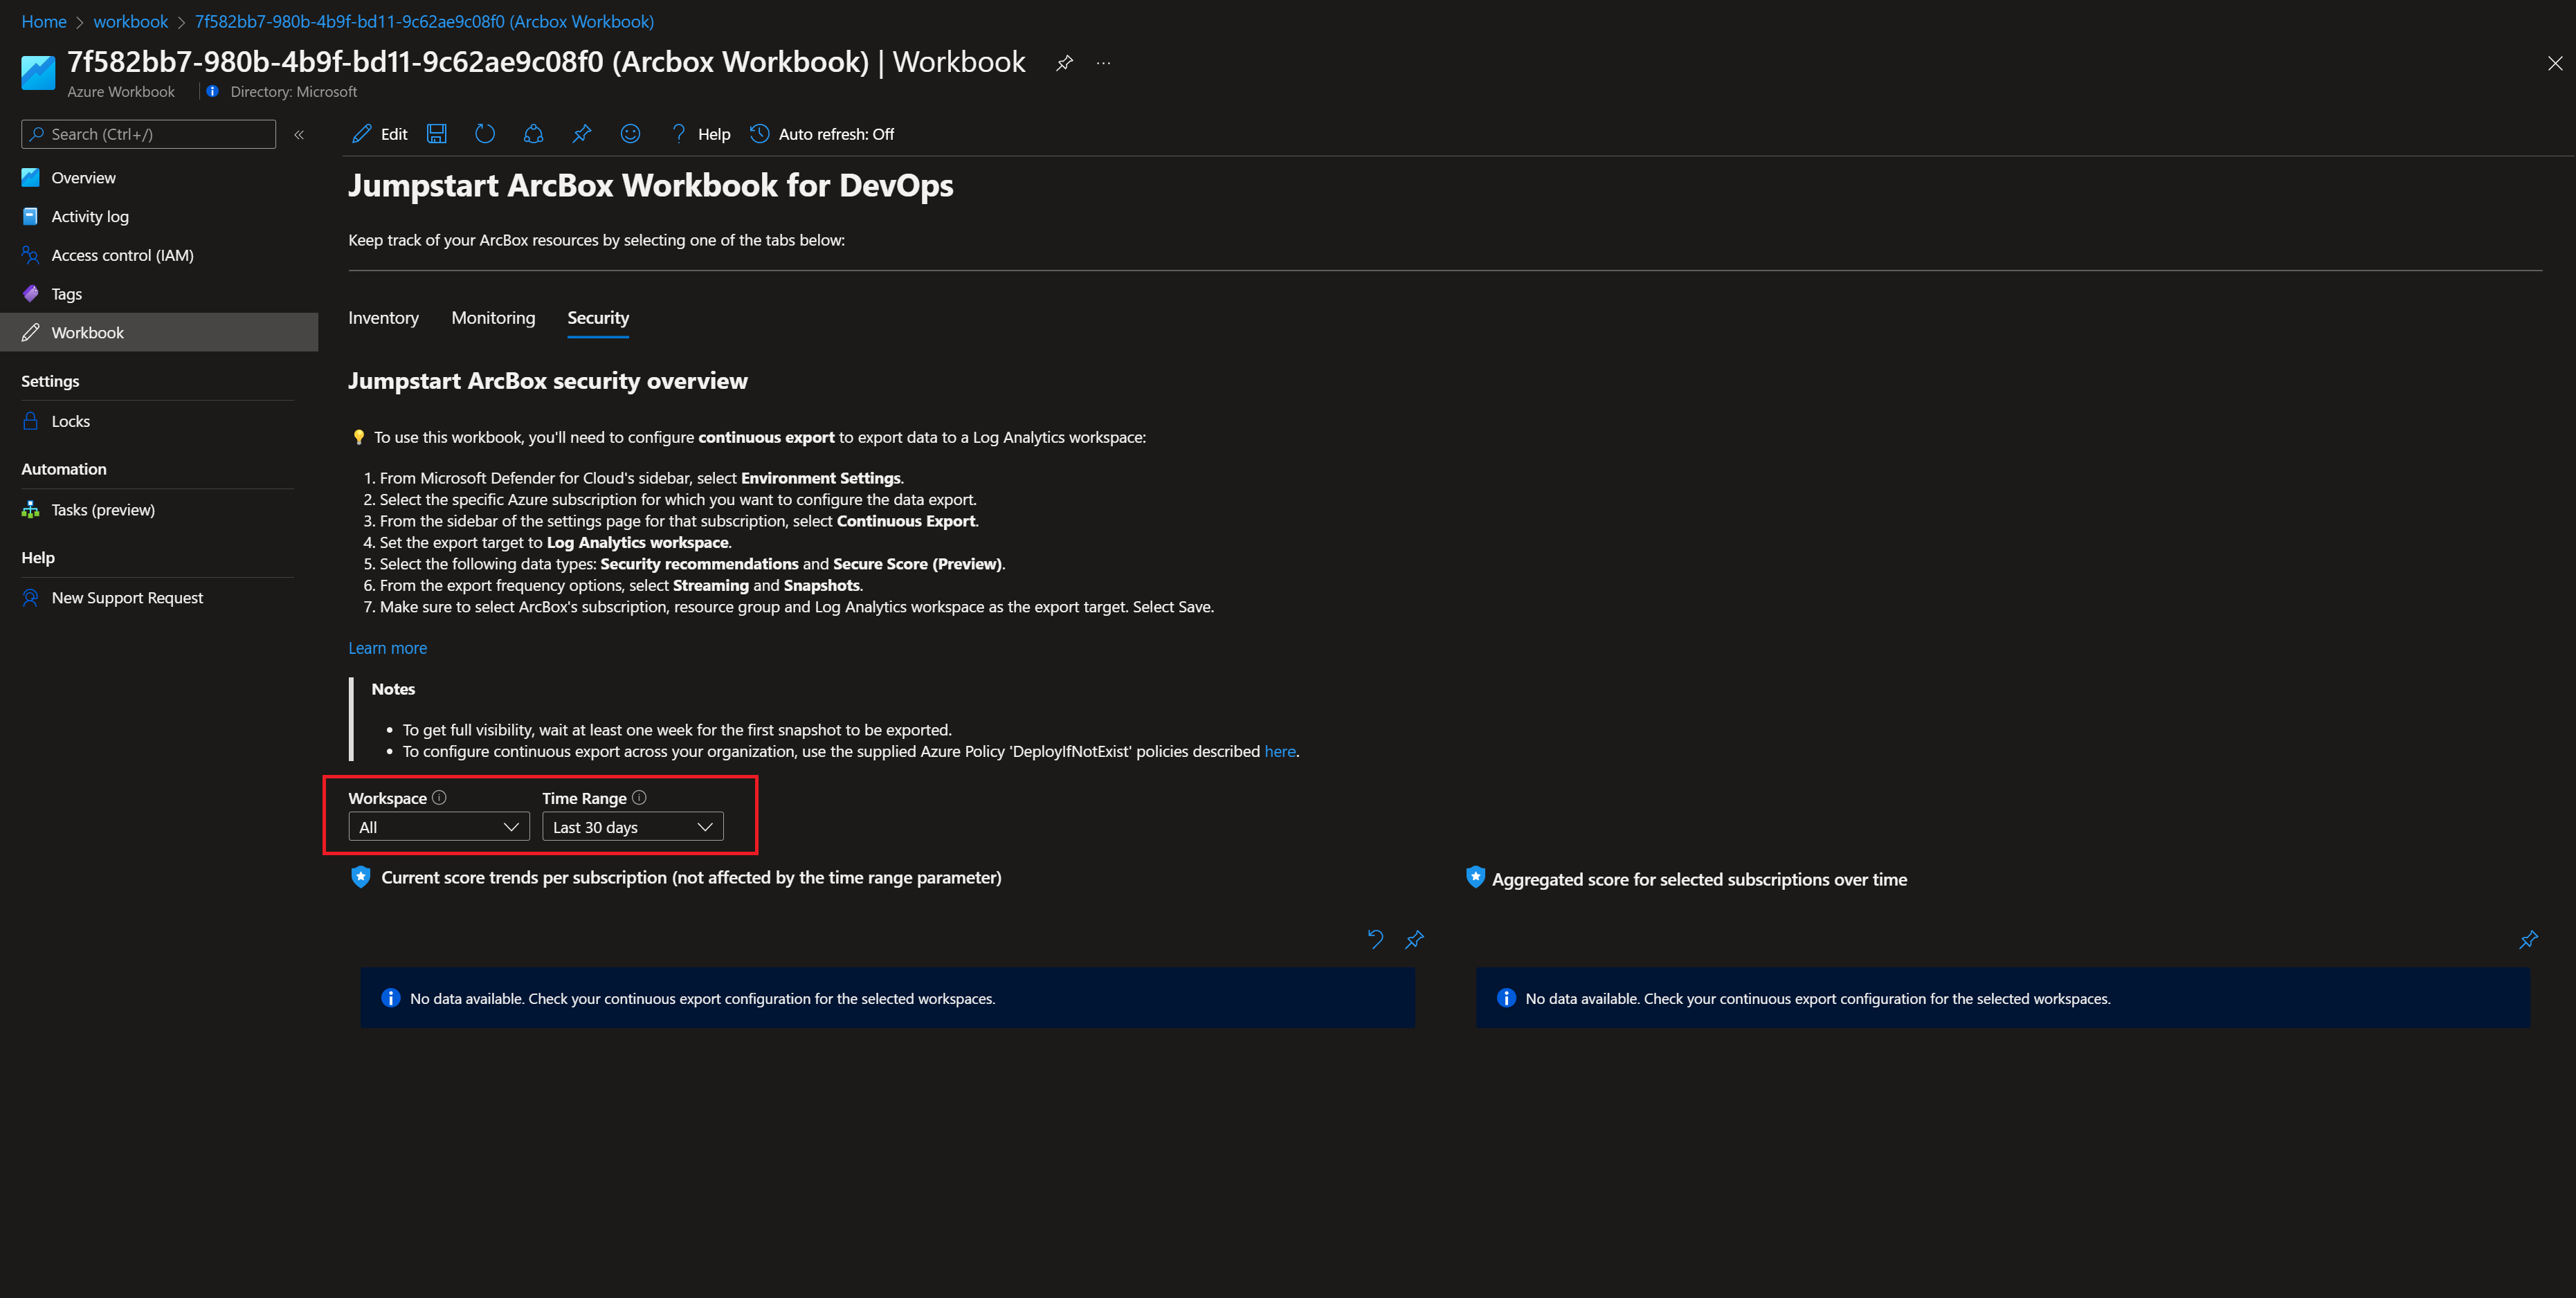 Home > workbook > 7f582bb7-980b-4b9f-bd11-9c62ae9c08f0 (Arcbox Workbook)
7f582bb7-980b-4b9f-bd11-9c62ae9c08f0 (Arcbox Workbook) | Workbook
Azure Workbook
Directory: Microsoft
Search (Ctrl+/)
Overview
Activity log
Access control (IAM)
Tags
Workbook
Settings
Locks
Automation
Tasks (preview)
Help
New Support Request
Edit
Help
Auto refresh: Off
Jumpstart ArcBox Workbook for DevOps
Keep track of your ArcBox resources by selecting one of the tabs below:
Inventory
Monitoring
Security
Jumpstart ArcBox security overview
To use this workbook, you'll need to configure continuous export to export data to a Log Analytics workspace:
1. From Microsoft Defender for Cloud's sidebar, select Environment Settings.
2. Select the specific Azure subscription for which you want to configure the data export.
3. From the sidebar of the settings page for that subscription, select Continuous Export.
4. Set the export target to Log Analytics workspace.
5. Select the following data types: Security recommendations and Secure Score (Preview).
6. From the export frequency options, select Streaming and Snapshots.
7. Make sure to select ArcBox's subscription, resource group and Log Analytics workspace as the export target. Select Save.
Learn more
Notes
• To get full visibility, wait at least one week for the first snapshot to be exported.
• To configure continuous export across your organization, use the supplied Azure Policy 'DeployIfNotExist' policies described here.
Workspace
Time Range
All
Last 30 days
Current score trends per subscription (not affected by the time range parameter)
Aggregated score for selected subscriptions over time
No data available. Check your continuous export configuration for the selected workspaces.
No data available. Check your continuous export configuration for the selected workspaces.